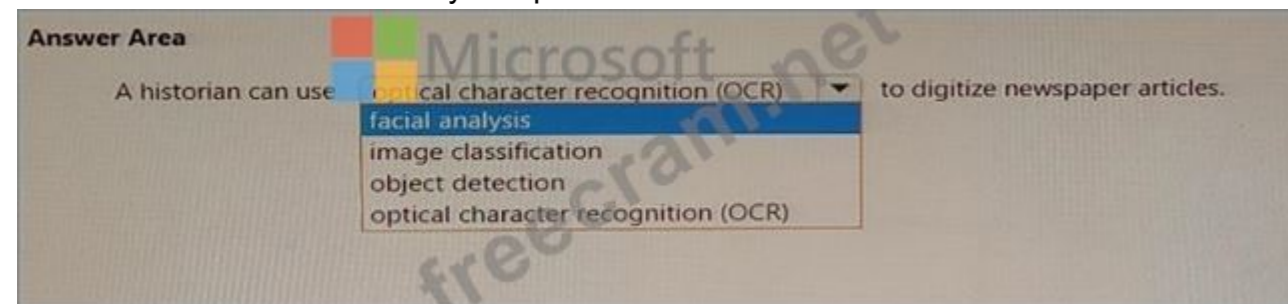 Answer Area
Microsoft
A historian can use optical character recognition (OCR) to digitize newspaper articles.
facial analysis
image classification
object detection
optical character recognition (OCR)
freecram.net